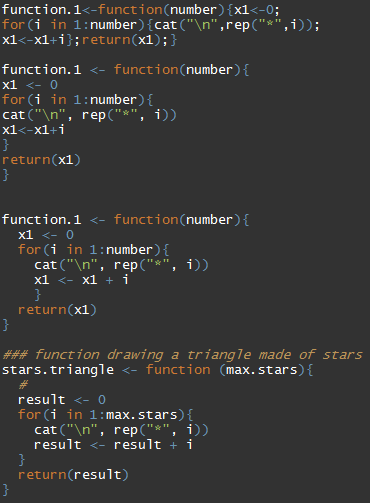 function.1<-function(number){x1<-0;
for(i in 1:number){cat("\n",rep("*",i));
x1<-x1+i};return(x1);}
function.1 <- function(number){
x1 <- 0
for(i in 1:number){
cat("\n", rep("*", i))
x1<-x1+i
}
return(x1)
}
function.1 <- function(number){
  x1 <- 0
  for(i in 1:number){
    cat("\n", rep("*", i))
    x1 <- x1 + i
    }
  return(x1)
}
### function drawing a triangle made of stars
stars.triangle <- function (max.stars){
  #
  result <- 0
  for(i in 1:max.stars){
    cat("\n", rep("*", i))
    result <- result + i
  }
  return(result)
}